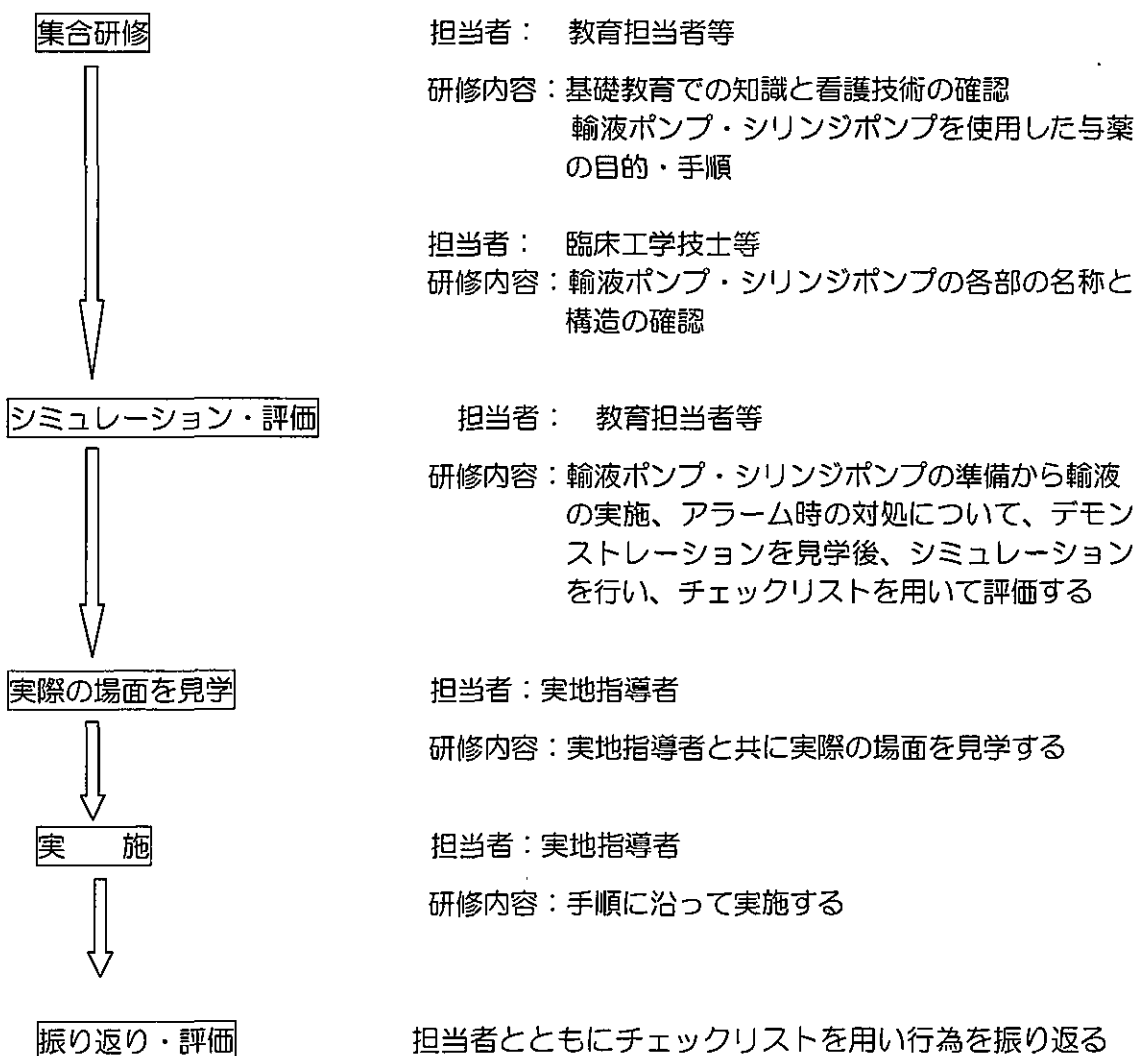 集合研修 担当者： 教育担当者等
研修内容：基礎教育での知識と看護技術の確認
輸液ポンプ・シリンジポンプを使用した与薬
の目的・手順
担当者： 臨床工学技士等
研修内容：輸液ポンプ・シリンジポンプの各部の名称と
構造の確認
シミュレーション・評価 担当者： 教育担当者等
研修内容：輸液ポンプ・シリンジポンプの準備から輸液
の実施、アラーム時の対処について、デモン
ストレーションを見学後、シミュレーション
を行い、チェックリストを用いて評価する
実際の場面を見学 担当者：実地指導者
研修内容：実地指導者と共に実際の場面を見学する
実 施 担当者：実地指導者
研修内容：手順に沿って実施する
振り返り・評価 担当者とともにチェックリストを用い行為を振り返る